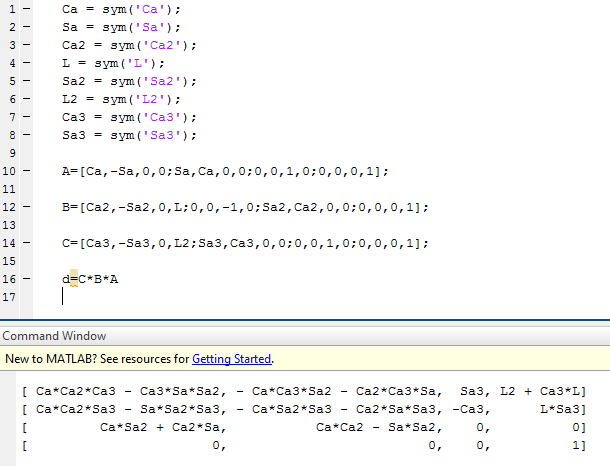 1 - Ca = sym('Ca');
2 - Sa = sym('Sa');
3 - Ca2 = sym('Ca2');
4 - L = sym('L');
5 - Sa2 = sym('Sa2');
6 - L2 = sym('L2');
7 - Ca3 = sym('Ca3');
8 - Sa3 = sym('Sa3');
9
10 - A=[Ca,-Sa,0,0;Sa,Ca,0,0;0,0,1,0;0,0,0,1];
11
12 - B=[Ca2,-Sa2,0,L;0,0,-1,0;Sa2,Ca2,0,0;0,0,0,1];
13
14 - C=[Ca3,-Sa3,0,L2;Sa3,Ca3,0,0;0,0,1,0;0,0,0,1];
15
16 - d=C*B*A
17
Command Window
New to MATLAB? See resources for Getting Started.
[ Ca*Ca2*Ca3 - Ca3*Sa*Sa2, - Ca*Ca3*Sa2 - Ca2*Ca3*Sa, Sa3, L2 + Ca3*L]
[ Ca*Ca2*Sa3 - Sa*Sa2*Sa3, - Ca*Sa2*Sa3 - Ca2*Sa*Sa3, -Ca3, L*Sa3]
[ Ca*Sa2 + Ca2*Sa, Ca*Ca2 - Sa*Sa2, 0, 0]
[ 0, 0, 0, 1]